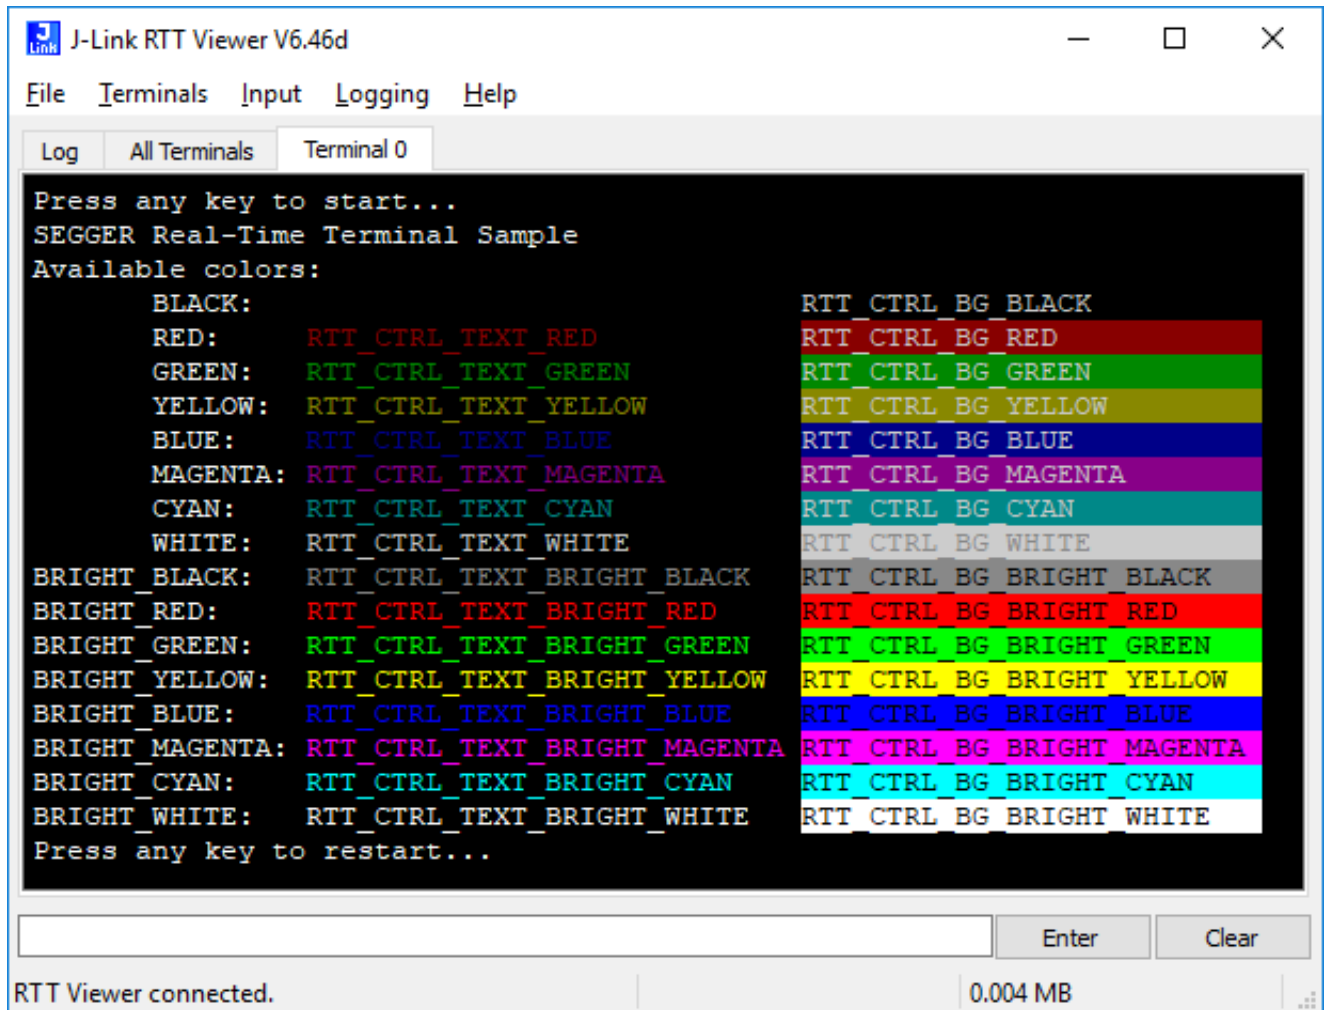 J-Link RTT Viewer V6.46d
File Terminals Input Logging Help
Log All Terminals Terminal 0
Press any key to start...
SEGGER Real-Time Terminal Sample
Available colors:
BLACK: RTT_CTRL_BG_BLACK
RED: RTT_CTRL_TEXT_RED RTT_CTRL_BG_RED
GREEN: RTT_CTRL_TEXT_GREEN RTT_CTRL_BG_GREEN
YELLOW: RTT_CTRL_TEXT_YELLOW RTT_CTRL_BG_YELLOW
BLUE: RTT_CTRL_TEXT_BLUE RTT_CTRL_BG_BLUE
MAGENTA: RTT_CTRL_TEXT_MAGENTA RTT_CTRL_BG_MAGENTA
CYAN: RTT_CTRL_TEXT_CYAN RTT_CTRL_BG_CYAN
WHITE: RTT_CTRL_TEXT_WHITE RTT_CTRL_BG_WHITE
BRIGHT_BLACK: RTT_CTRL_TEXT_BRIGHT_BLACK RTT_CTRL_BG_BRIGHT_BLACK
BRIGHT_RED: RTT_CTRL_TEXT_BRIGHT_RED RTT_CTRL_BG_BRIGHT_RED
BRIGHT_GREEN: RTT_CTRL_TEXT_BRIGHT_GREEN RTT_CTRL_BG_BRIGHT_GREEN
BRIGHT_YELLOW: RTT_CTRL_TEXT_BRIGHT_YELLOW RTT_CTRL_BG_BRIGHT_YELLOW
BRIGHT_BLUE: RTT_CTRL_TEXT_BRIGHT_BLUE RTT_CTRL_BG_BRIGHT_BLUE
BRIGHT_MAGENTA: RTT_CTRL_TEXT_BRIGHT_MAGENTA RTT_CTRL_BG_BRIGHT_MAGENTA
BRIGHT_CYAN: RTT_CTRL_TEXT_BRIGHT_CYAN RTT_CTRL_BG_BRIGHT_CYAN
BRIGHT_WHITE: RTT_CTRL_TEXT_BRIGHT_WHITE RTT_CTRL_BG_BRIGHT_WHITE
Press any key to restart...
Enter Clear
RTT Viewer connected. 0.004 MB